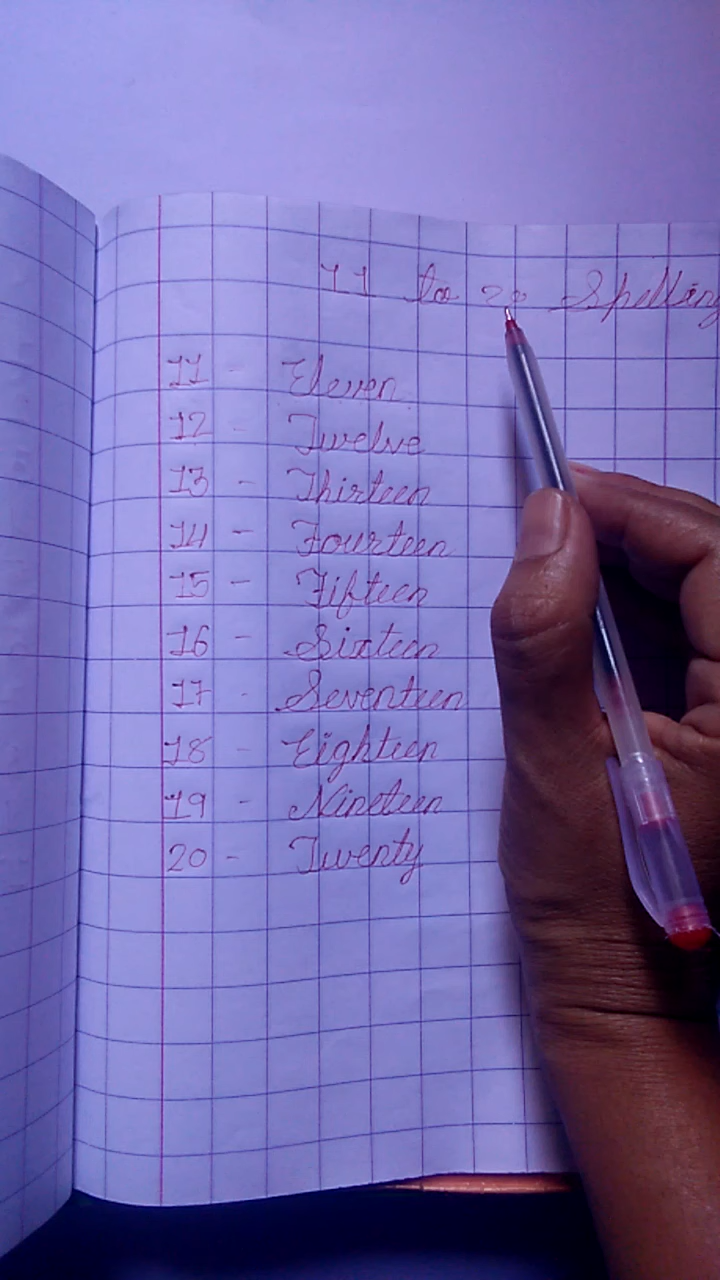 11 to 20 Spelling
11 - Eleven
12 - Twelve
13 - Thirteen
14 - Fourteen
15 - Fifteen
16 - Sixteen
17 - Seventeen
18 - Eighteen
19 - Nineteen
20 - Twenty